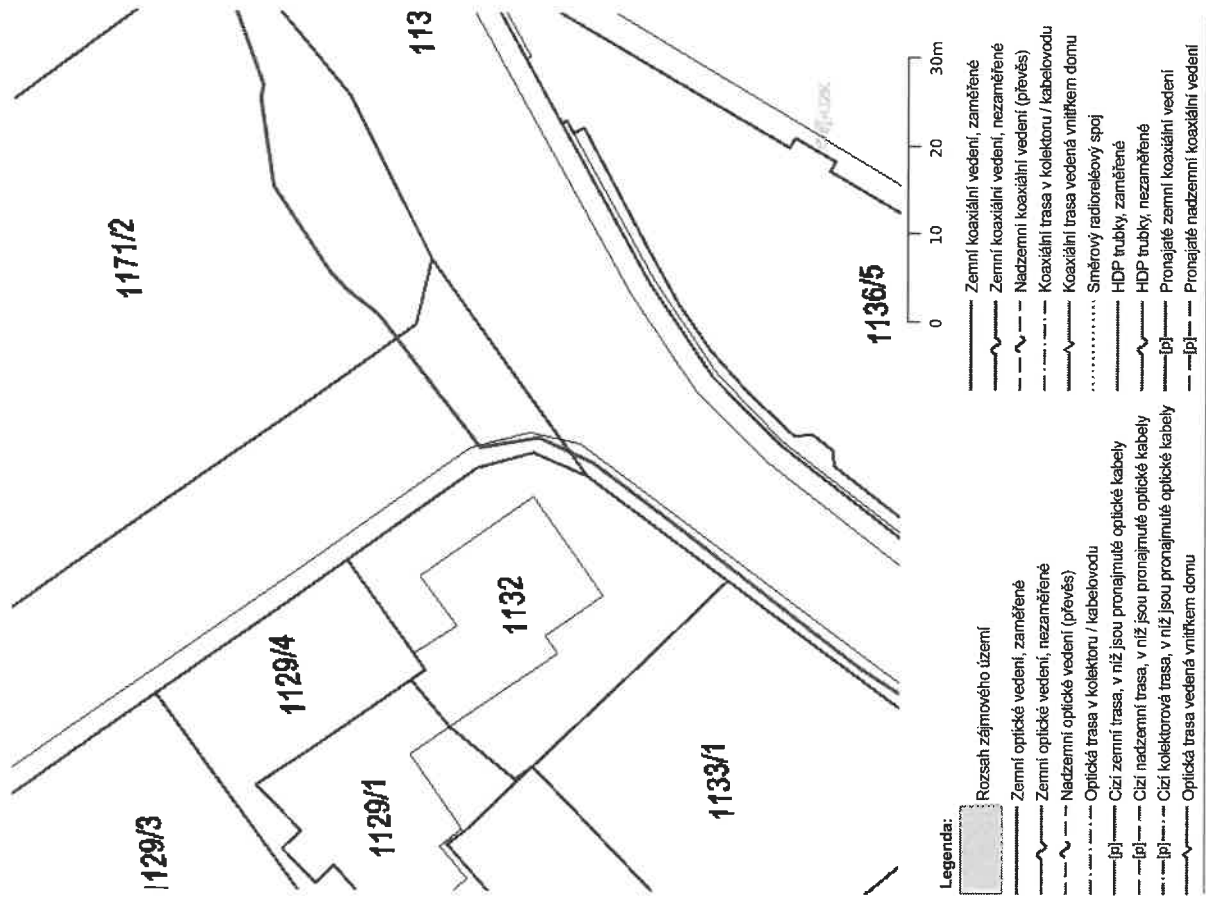 1171/2
113
1129/3
1129/4
1129/1
1132
1133/1
1136/5
0 10 20 30m
Legenda:
Rozsah zájmového území
Zemní optické vedení, zaměřené
Zemní optické vedení, nezaměřené
Nadzemní optické vedení (převěs)
Optická trasa v kolektoru / kabelovodu
[p] Cizí zemní trasa, v níž jsou pronajmuté optické kabely
[p] Cizí nadzemní trasa, v níž jsou pronajmuté optické kabely
[p] Cizí kolektorová trasa, v níž jsou pronajmuté optické kabely
Optická trasa vedená vnitřkem domu
Zemní koaxiální vedení, zaměřené
Zemní koaxiální vedení, nezaměřené
Nadzemní koaxiální vedení (převěs)
Koaxiální trasa v kolektoru / kabelovodu
Koaxiální trasa vedená vnitřkem domu
Směrový radioreléový spoj
HDP trubky, zaměřené
HDP trubky, nezaměřené
[p] Pronajaté zemní koaxiální vedení
[p] Pronajaté nadzemní koaxiální vedení